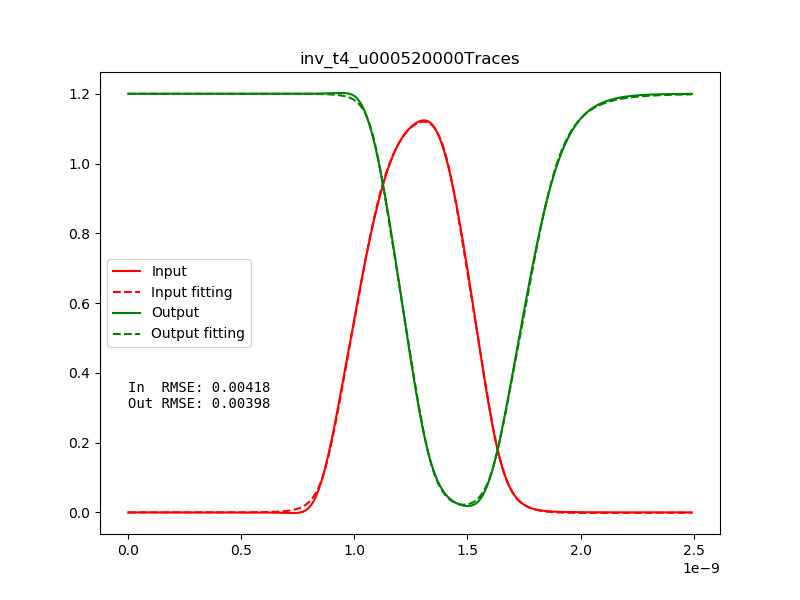 inv_t4_u000520000Traces
1.2
1.0
0.8
0.6
0.4
0.2
0.0
Input
Input fitting
Output
Output fitting
In  RMSE: 0.00418
Out RMSE: 0.00398
0.0 0.5 1.0 1.5 2.0 2.5
1e−9